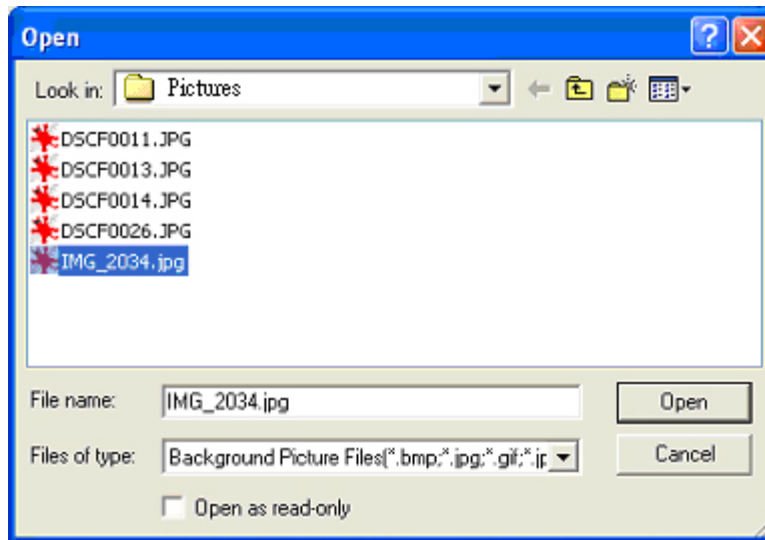 Open
Look in: Pictures
DSCF0011.JPG
DSCF0013.JPG
DSCF0014.JPG
DSCF0026.JPG
IMG_2034.jpg
File name: IMG_2034.jpg Open
Files of type: Background Picture Files(*.bmp;*.jpg;*.gif;*.jp Cancel
Open as read-only